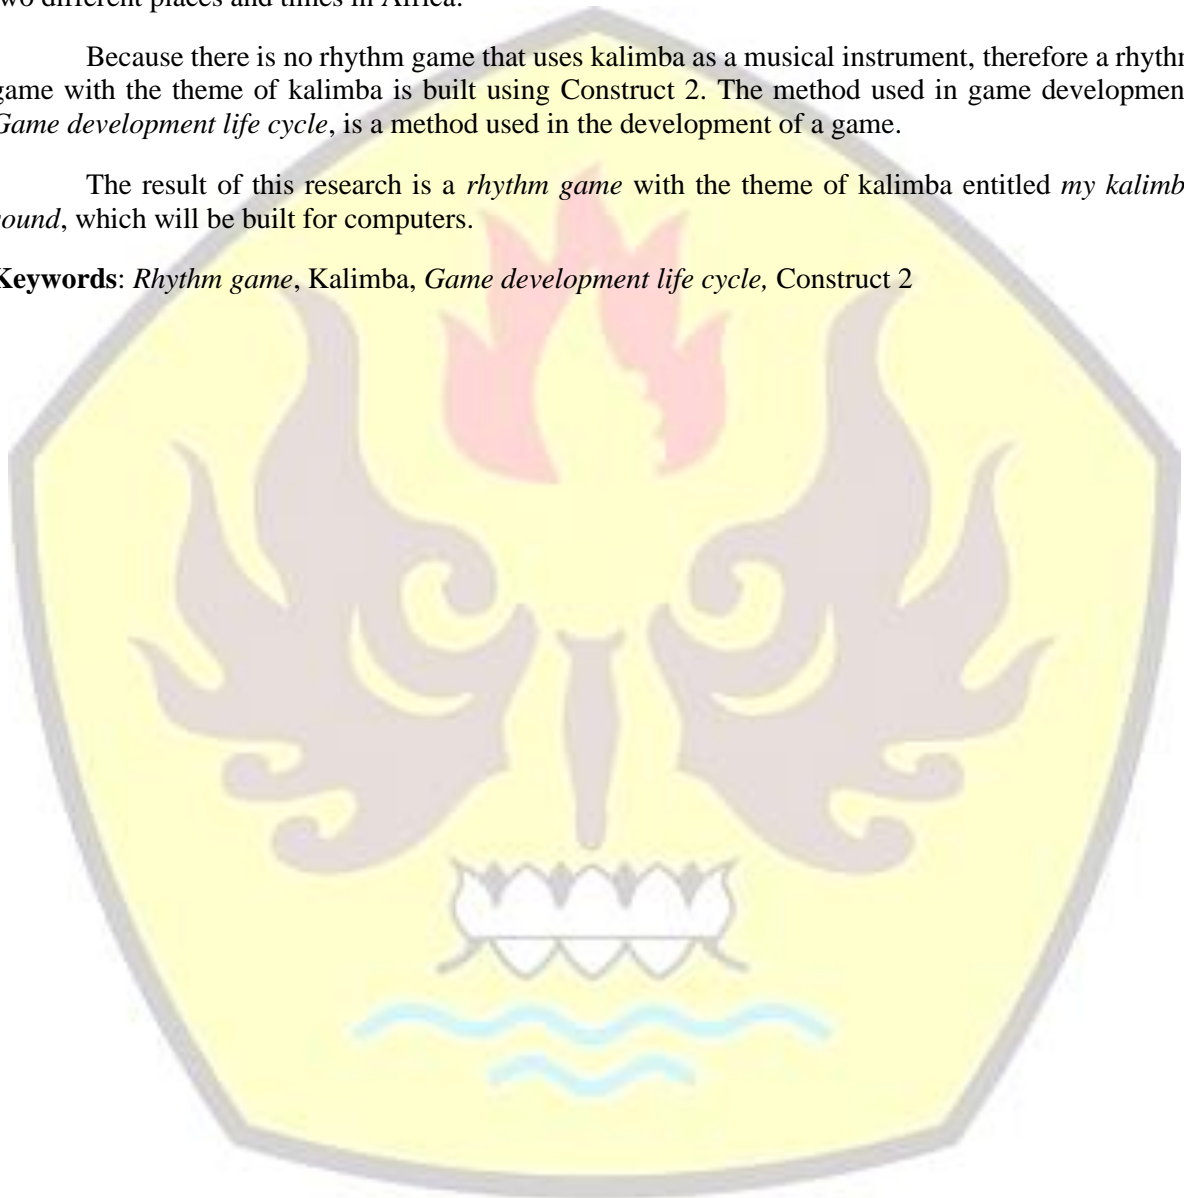 two different places and times in Africa.
Because there is no rhythm game that uses kalimba as a musical instrument, therefore a rhythm
game with the theme of kalimba is built using Construct 2. The method used in game development
Game development life cycle, is a method used in the development of a game.
The result of this research is a rhythm game with the theme of kalimba entitled my kalimba
sound, which will be built for computers.
Keywords: Rhythm game, Kalimba, Game development life cycle, Construct 2